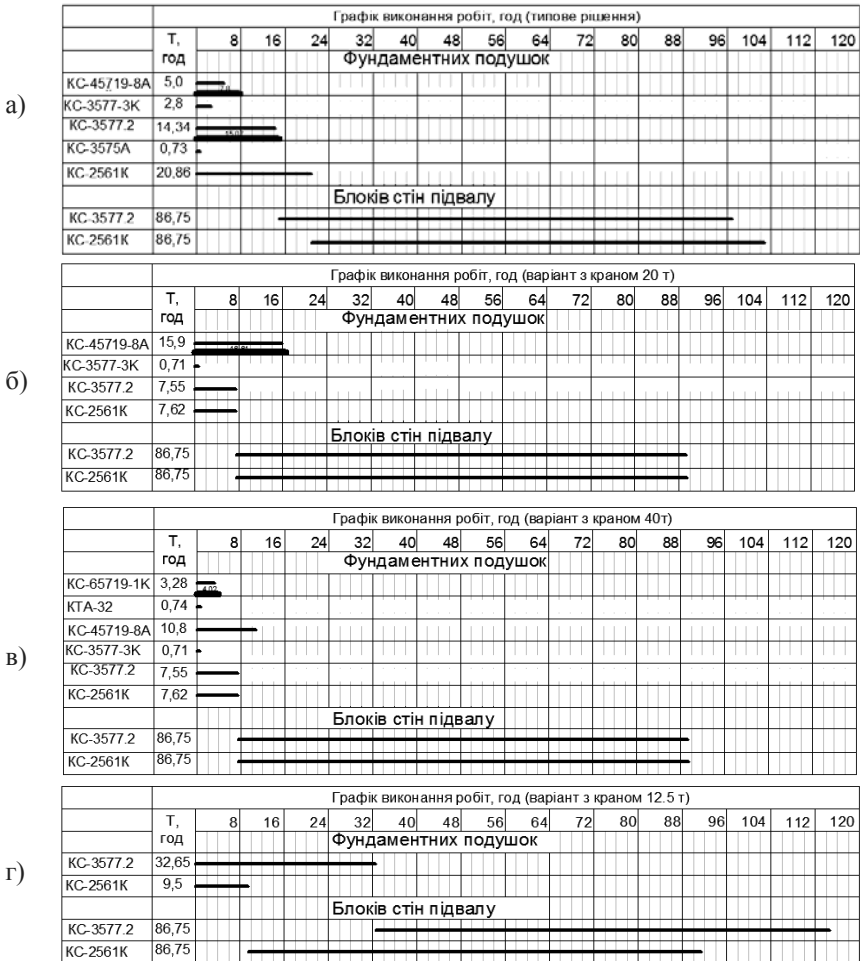 а)
Графік виконання робіт, год (типове рішення)
Т, год 8 16 24 32 40 48 56 64 72 80 88 96 104 112 120
Фундаментних подушок
КС-45719-8А 5,0
КС-3577-3К 2,8
КС-3577.2 14,34
15,07
КС-3575А 0,73
КС-2561К 20,86
Блоків стін підвалу
КС-3577.2 86,75
КС-2561К 86,75
б)
Графік виконання робіт, год (варіант з краном 20 т)
Т, год 8 16 24 32 40 48 56 64 72 80 88 96 104 112 120
Фундаментних подушок
КС-45719-8А 15,9
КС-3577-3К 0,71
КС-3577.2 7,55
КС-2561К 7,62
Блоків стін підвалу
КС-3577.2 86,75
КС-2561К 86,75
в)
Графік виконання робіт, год (варіант з краном 40т)
Т, год 8 16 24 32 40 48 56 64 72 80 88 96 104 112 120
Фундаментних подушок
КС-65719-1К 3,28
4,02
КТА-32 0,74
КС-45719-8А 10,8
КС-3577-3К 0,71
КС-3577.2 7,55
КС-2561К 7,62
Блоків стін підвалу
КС-3577.2 86,75
КС-2561К 86,75
г)
Графік виконання робіт, год (варіант з краном 12.5 т)
Т, год 8 16 24 32 40 48 56 64 72 80 88 96 104 112 120
Фундаментних подушок
КС-3577.2 32,65
КС-2561К 9,5
Блоків стін підвалу
КС-3577.2 86,75
КС-2561К 86,75